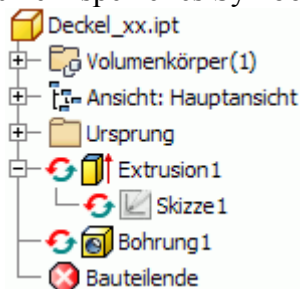 Deckel_xx.ipt
Volumenkörper(1)
Ansicht: Hauptansicht
Ursprung
Extrusion1
Skizze1
Bohrung1
Bauteilende